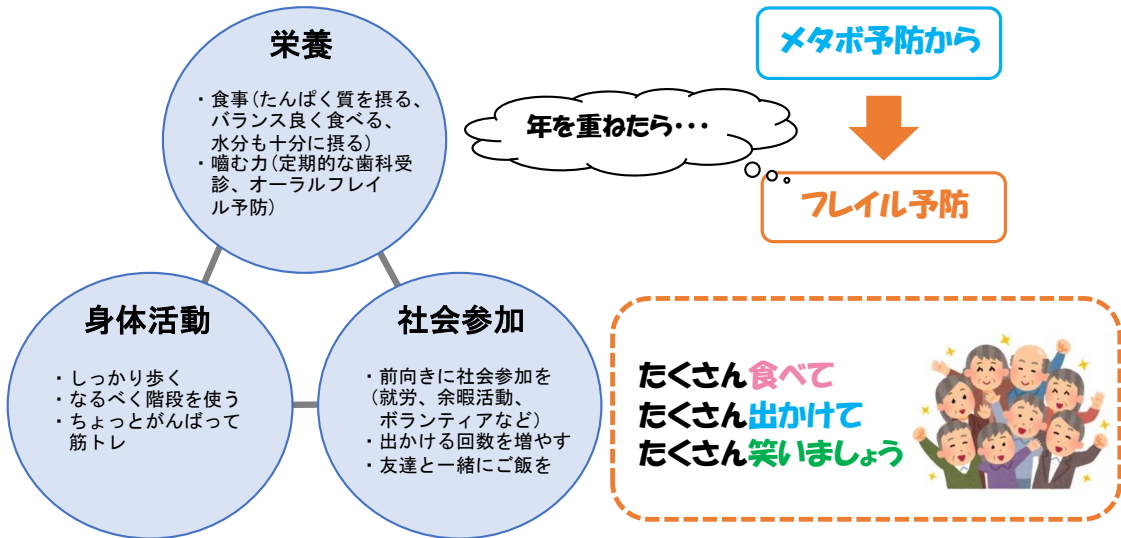 栄養
・食事(たんぱく質を摂る、
バランス良く食べる、
水分も十分に摂る)
・嚙む力(定期的な歯科受
診、オーラルフレイ
ル予防)
年を重ねたら・・・
メタボ予防から
フレイル予防
身体活動
・しっかり歩く
・なるべく階段を使う
・ちょっとがんばって
筋トレ
社会参加
・前向きに社会参加を
(就労、余暇活動、
ボランティアなど)
・出かける回数を増やす
・友達と一緒にご飯を
たくさん食べて
たくさん出かけて
たくさん笑いましょう